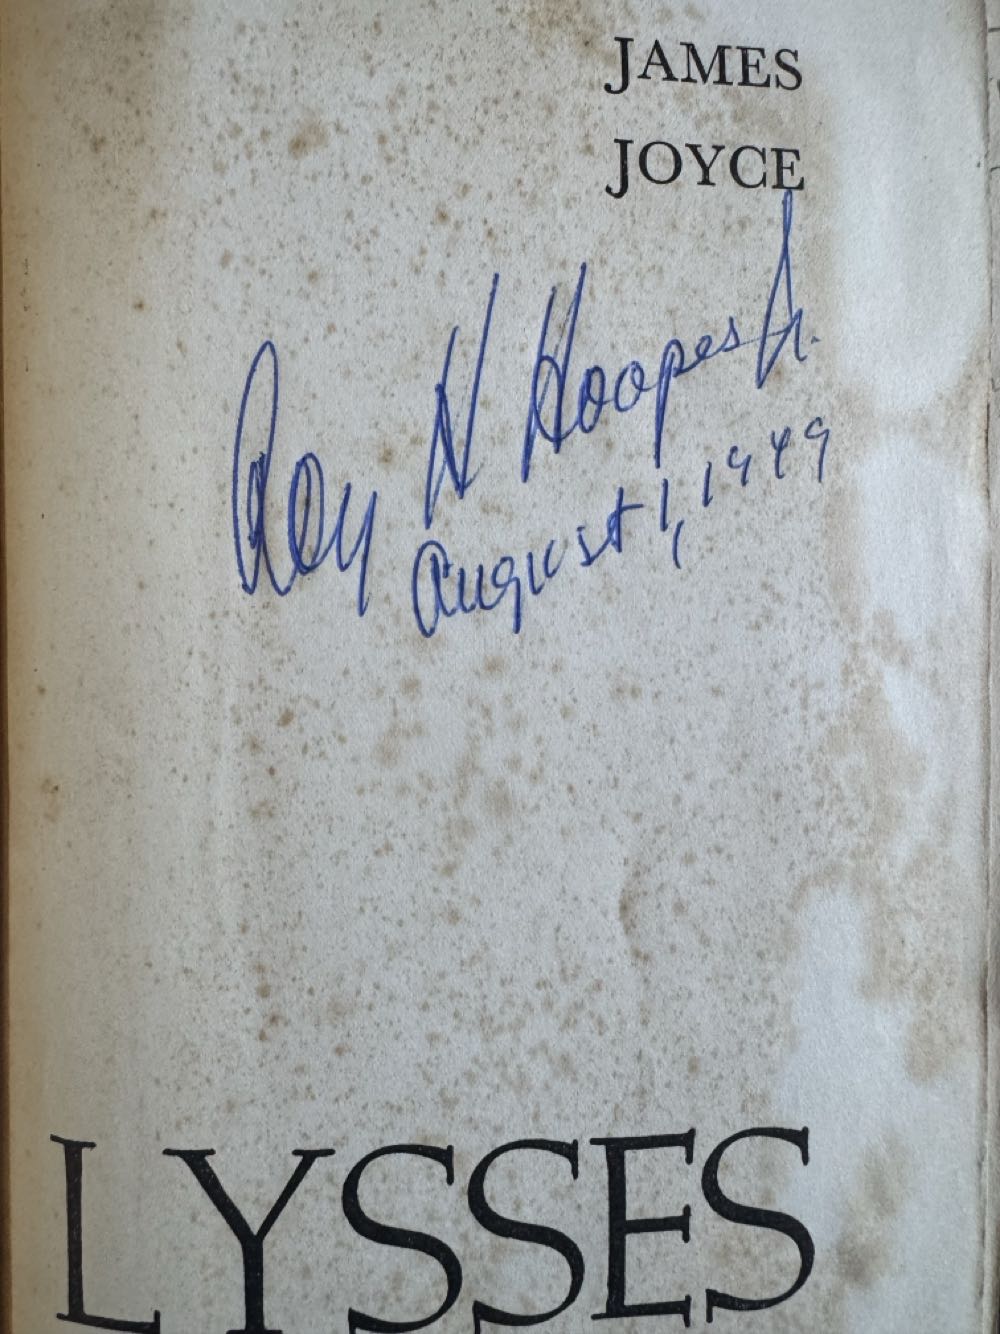 JAMES
JOYCE
Roy H Hoopes Jr.
August 1, 1949
LYSSES